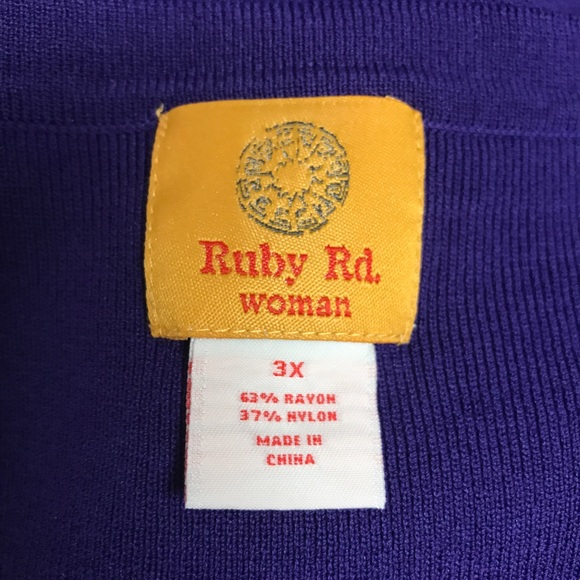 Ruby Rd.
woman
3X
63% RAYON
37% NYLON
MADE IN
CHINA